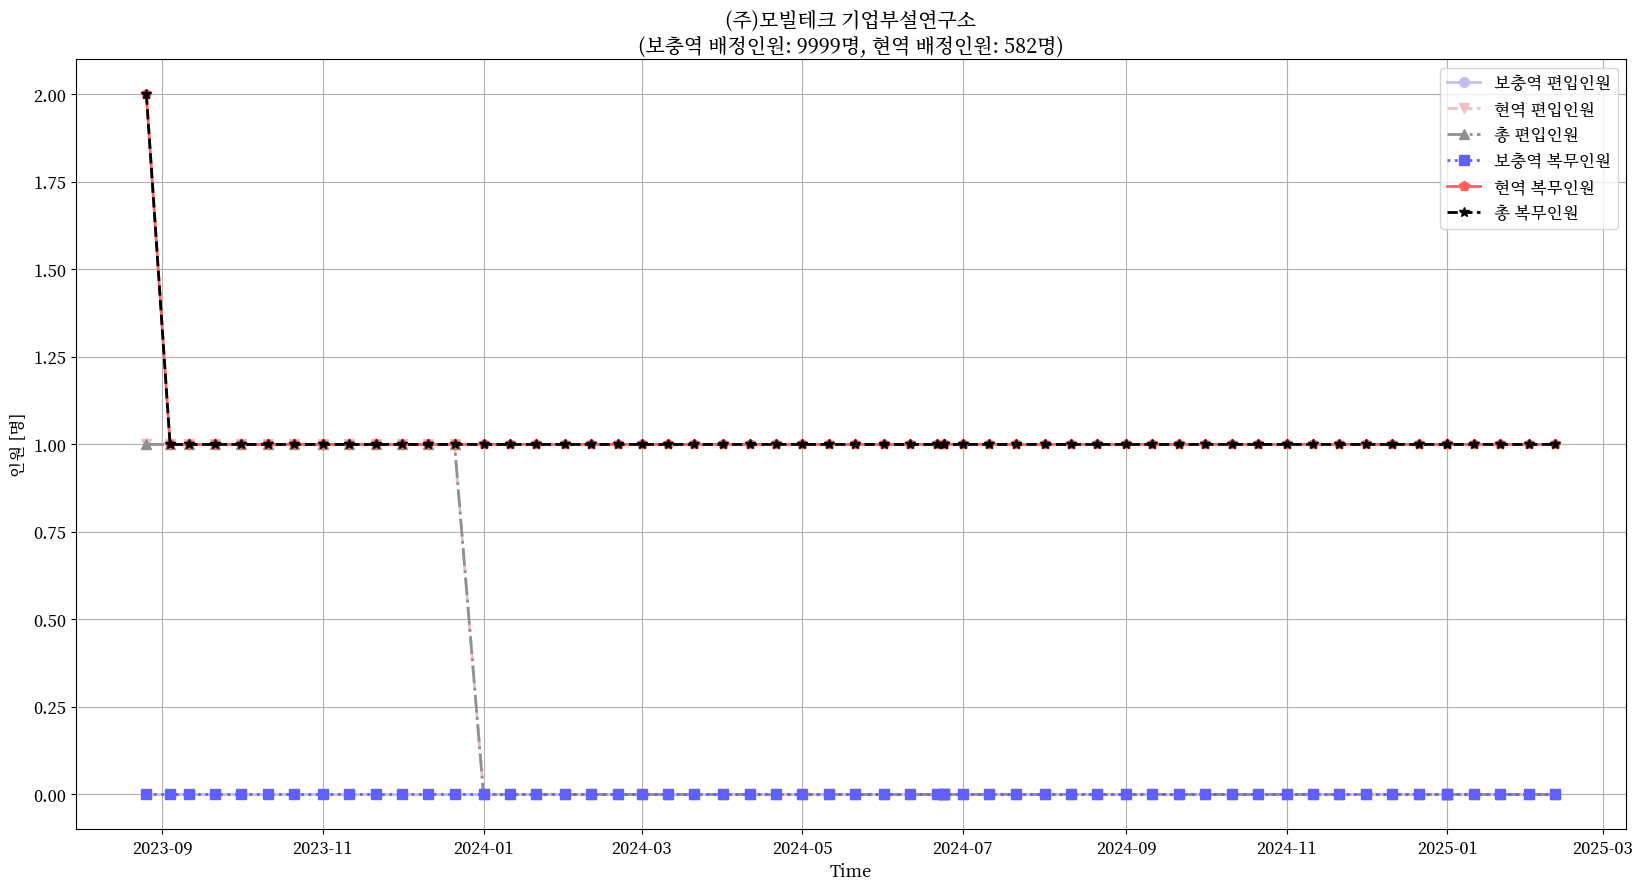 (주)모빌테크 기업부설연구소
(보충역 배정인원: 9999명, 현역 배정인원: 582명)
보충역 편입인원
현역 편입인원
총 편입인원
보충역 복무인원
현역 복무인원
총 복무인원
인원 [명]
2.00
1.75
1.50
1.25
1.00
0.75
0.50
0.25
0.00
2023-09 2023-11 2024-01 2024-03 2024-05 2024-07 2024-09 2024-11 2025-01 2025-03
Time